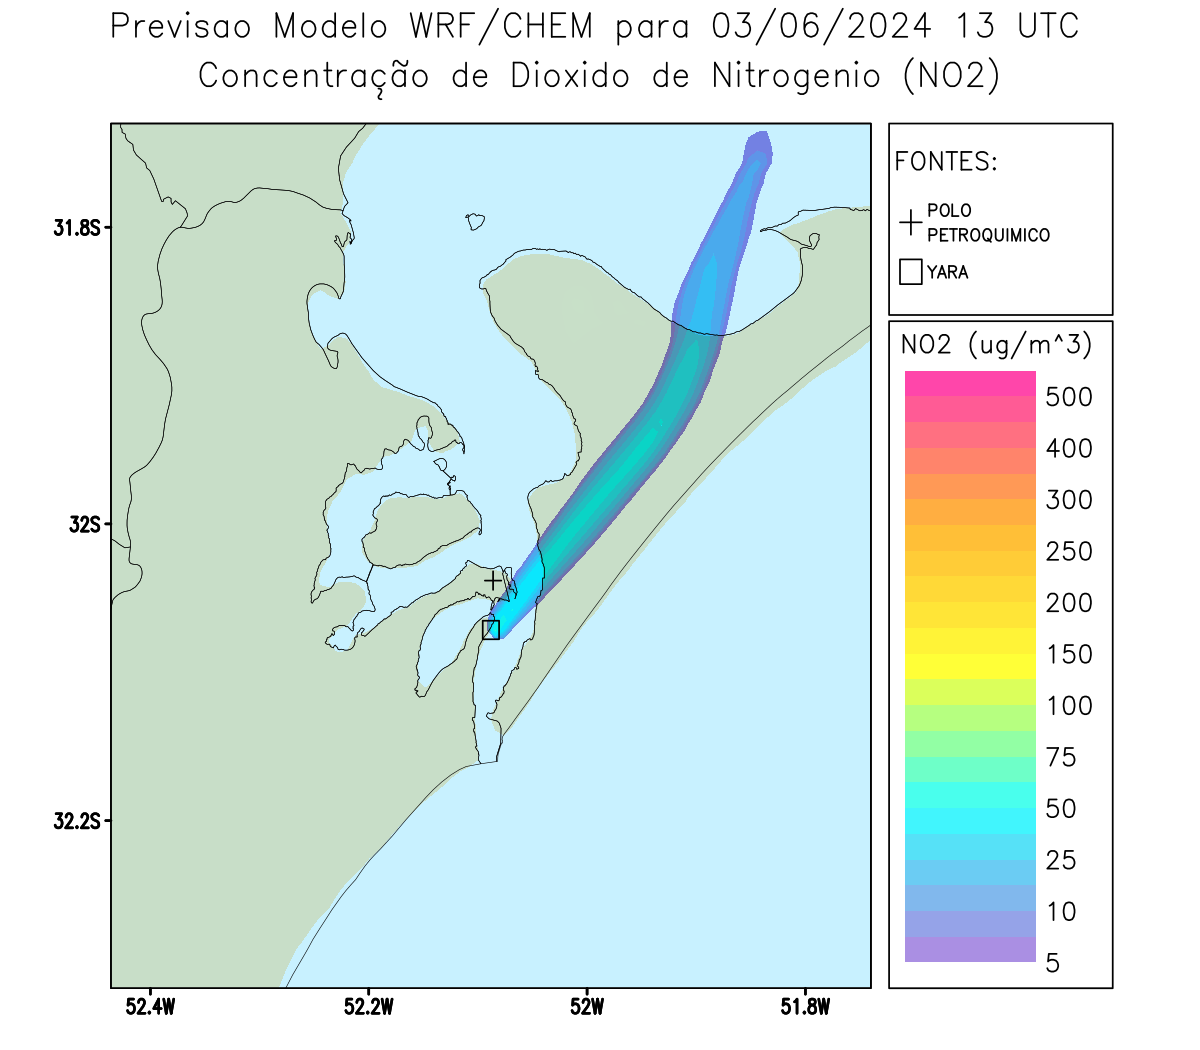 Previsao Modelo WRF/CHEM para 03/06/2024 13 UTC
Concentração de Dioxido de Nitrogenio (NO2)
FONTES:
POLO
PETROQUIMICO
YARA
NO2 (ug/m^3)
500
400
300
250
200
150
100
75
50
25
10
5
31.8S
32S
32.2S
52.4W
52.2W
52W
51.8W